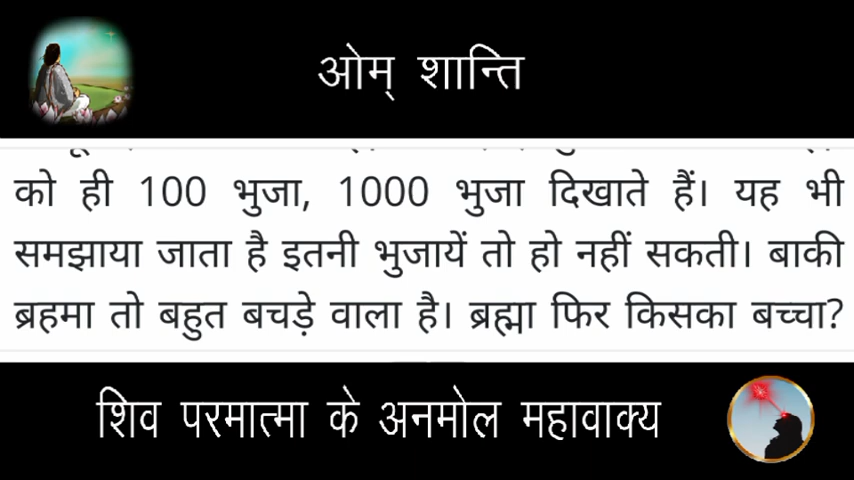 ओम् शान्ति
को ही 100 भुजा, 1000 भुजा दिखाते हैं। यह भी
समझाया जाता है इतनी भुजायें तो हो नहीं सकती। बाकी
ब्रहमा तो बहुत बचड़े वाला है। ब्रह्मा फिर किसका बच्चा?
शिव परमात्मा के अनमोल महावाक्य